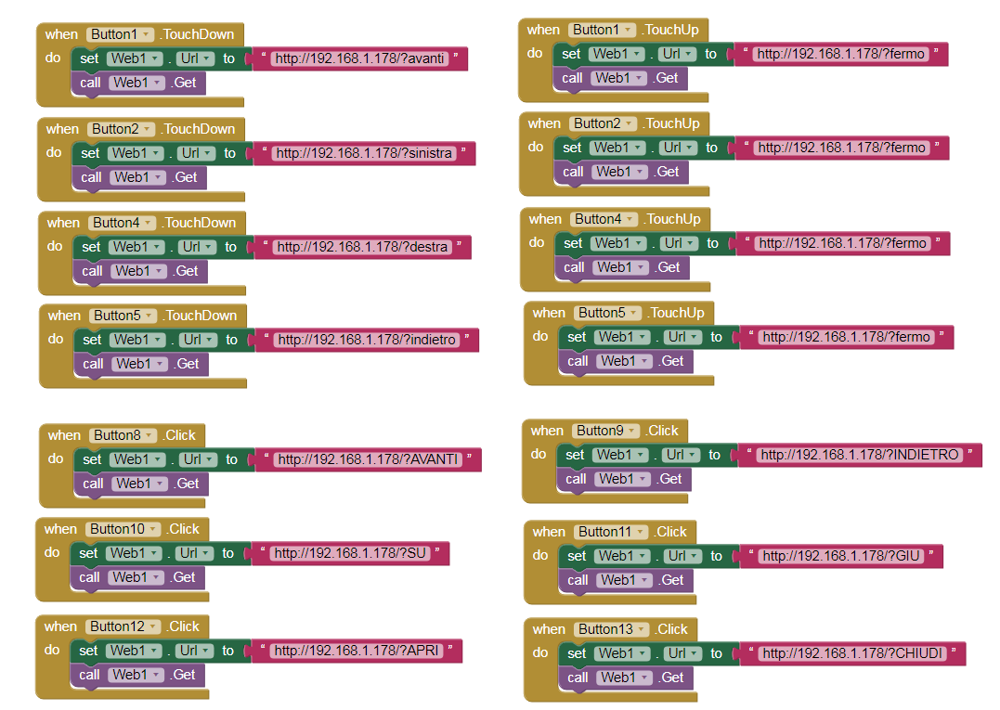 when Button1 .TouchDown
do set Web1 . Url to " http://192.168.1.178/?avanti "
call Web1 .Get
when Button1 .TouchUp
do set Web1 . Url to " http://192.168.1.178/?fermo "
call Web1 .Get
when Button2 .TouchDown
do set Web1 . Url to " http://192.168.1.178/?sinistra "
call Web1 .Get
when Button2 .TouchUp
do set Web1 . Url to " http://192.168.1.178/?fermo "
call Web1 .Get
when Button4 .TouchDown
do set Web1 . Url to " http://192.168.1.178/?destra "
call Web1 .Get
when Button4 .TouchUp
do set Web1 . Url to " http://192.168.1.178/?fermo "
call Web1 .Get
when Button5 .TouchDown
do set Web1 . Url to " http://192.168.1.178/?indietro "
call Web1 .Get
when Button5 .TouchUp
do set Web1 . Url to " http://192.168.1.178/?fermo "
call Web1 .Get
when Button8 .Click
do set Web1 . Url to " http://192.168.1.178/?AVANTI "
call Web1 .Get
when Button9 .Click
do set Web1 . Url to " http://192.168.1.178/?INDIETRO "
call Web1 .Get
when Button10 .Click
do set Web1 . Url to " http://192.168.1.178/?SU "
call Web1 .Get
when Button11 .Click
do set Web1 . Url to " http://192.168.1.178/?GIU "
call Web1 .Get
when Button12 .Click
do set Web1 . Url to " http://192.168.1.178/?APRI "
call Web1 .Get
when Button13 .Click
do set Web1 . Url to " http://192.168.1.178/?CHIUDI "
call Web1 .Get